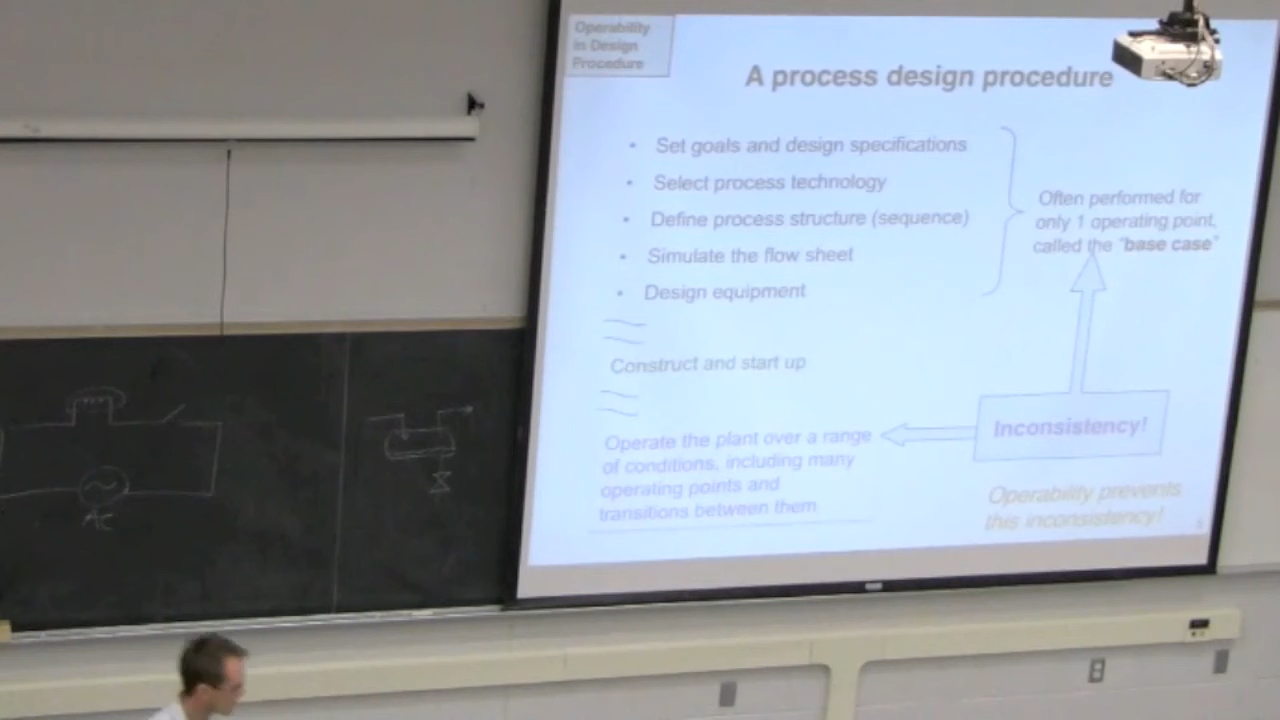 Operability
in Design
Procedure
A process design procedure
• Set goals and design specifications
• Select process technology
• Define process structure (sequence)
• Simulate the flow sheet
• Design equipment
Often performed for
only 1 operating point,
called the "base case"
Construct and start up
Operate the plant over a range
of conditions, including many
operating points and
transitions between them
Inconsistency!
Operability prevents
this inconsistency!
AC